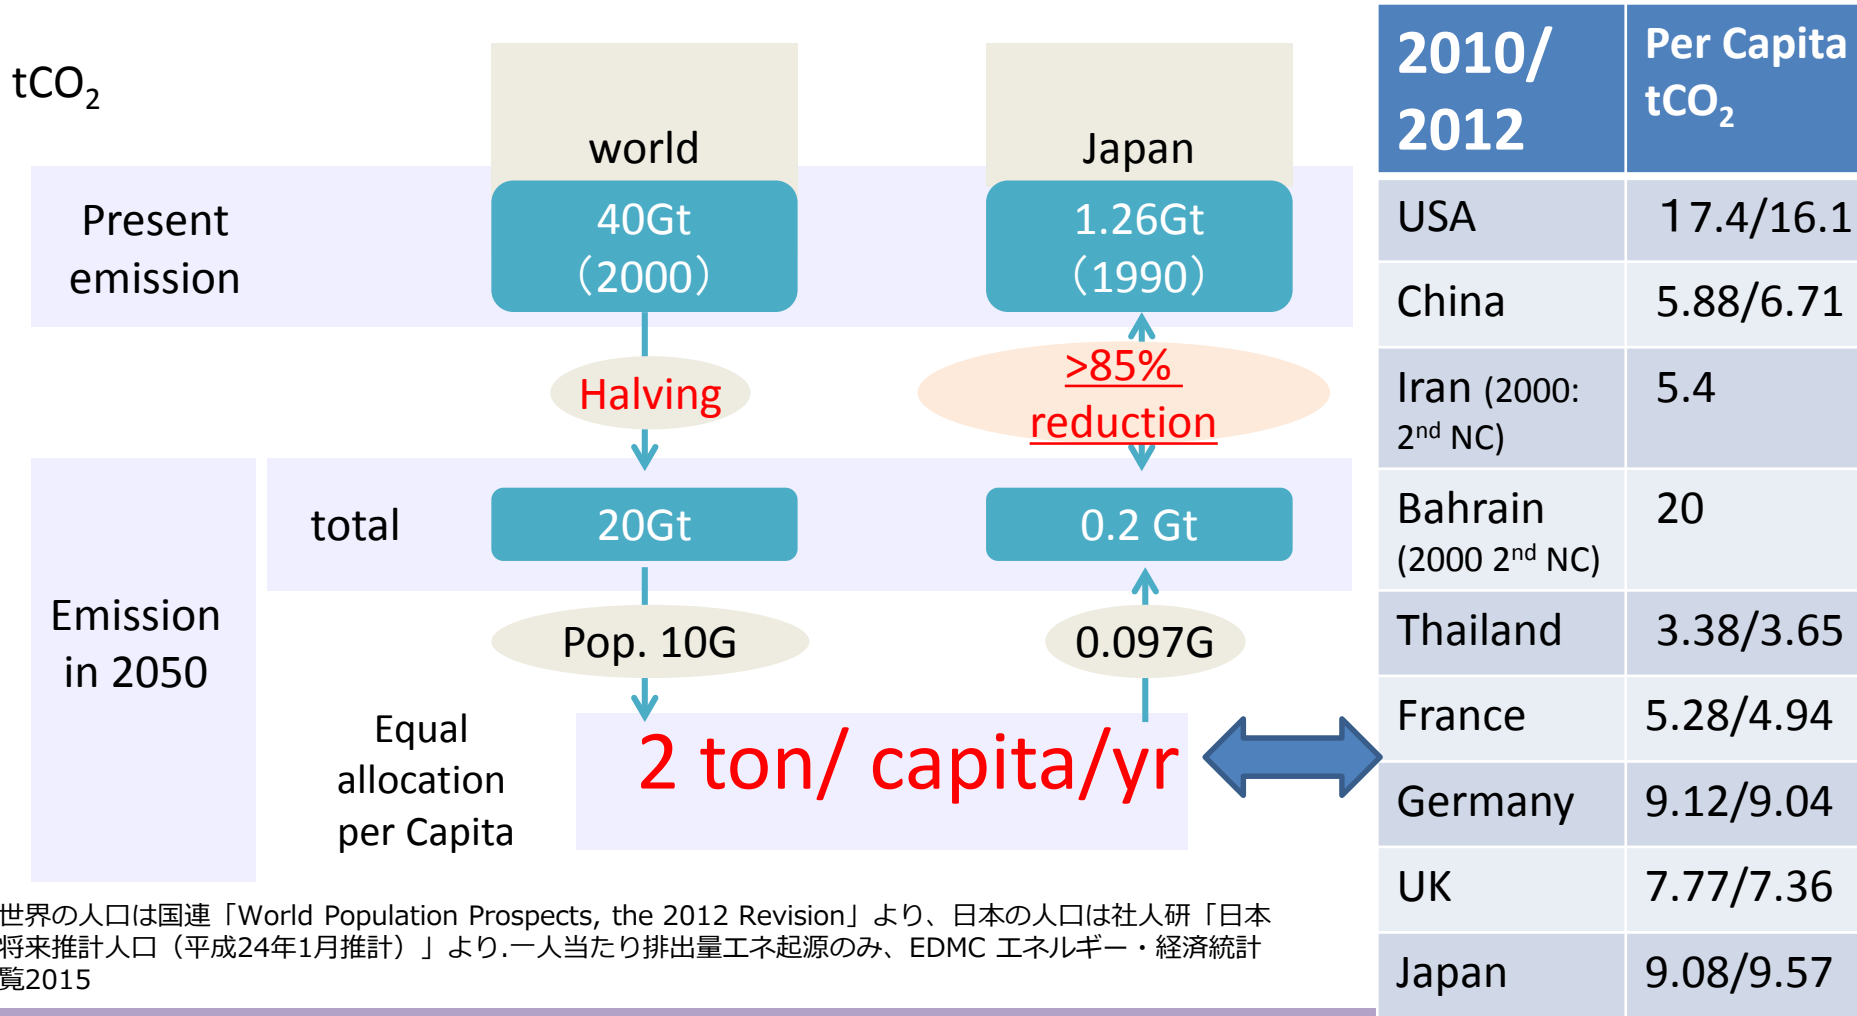 tCO2
world
Japan
Present
emission
40Gt
（2000）
1.26Gt
（1990）
Halving
>85%
reduction
Emission
in 2050
total
20Gt
0.2 Gt
Pop. 10G
0.097G
Equal
allocation
per Capita
2 ton/ capita/yr
世界の人口は国連「World Population Prospects, the 2012 Revision」より、日本の人口は社人研「日本
将来推計人口（平成24年1月推計）」より.一人当たり排出量エネ起源のみ、EDMC エネルギー・経済統計
覧2015
2010/
2012
Per Capita
tCO2
USA
１7.4/16.1
China
5.88/6.71
Iran (2000:
2nd NC)
5.4
Bahrain
(2000 2nd NC)
20
Thailand
3.38/3.65
France
5.28/4.94
Germany
9.12/9.04
UK
7.77/7.36
Japan
9.08/9.57